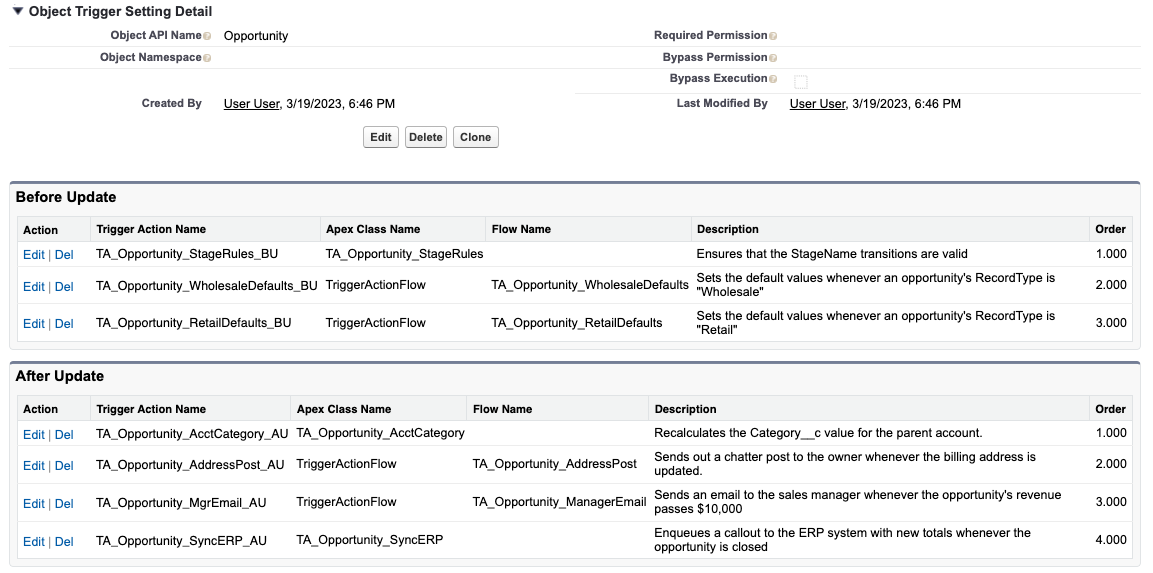 Object Trigger Setting Detail
Object API Name Opportunity Required Permission
Object Namespace Bypass Permission
Bypass Execution
Created By User User, 3/19/2023, 6:46 PM Last Modified By User User, 3/19/2023, 6:46 PM
Edit Delete Clone
Before Update
Action Trigger Action Name Apex Class Name Flow Name Description Order
Edit | Del TA_Opportunity_StageRules_BU TA_Opportunity_StageRules Ensures that the StageName transitions are valid 1.000
Edit | Del TA_Opportunity_WholesaleDefaults_BU TriggerActionFlow TA_Opportunity_WholesaleDefaults Sets the default values whenever an opportunity's RecordType is 2.000
"Wholesale"
Edit | Del TA_Opportunity_RetailDefaults_BU TriggerActionFlow TA_Opportunity_RetailDefaults Sets the default values whenever an opportunity's RecordType is 3.000
"Retail"
After Update
Action Trigger Action Name Apex Class Name Flow Name Description Order
Edit | Del TA_Opportunity_AcctCategory_AU TA_Opportunity_AcctCategory Recalculates the Category__c value for the parent account. 1.000
Edit | Del TA_Opportunity_AddressPost_AU TriggerActionFlow TA_Opportunity_AddressPost Sends out a chatter post to the owner whenever the billing address is 2.000
updated.
Edit | Del TA_Opportunity_MgrEmail_AU TriggerActionFlow TA_Opportunity_ManagerEmail Sends an email to the sales manager whenever the opportunity's revenue 3.000
passes $10,000
Edit | Del TA_Opportunity_SyncERP_AU TA_Opportunity_SyncERP Enqueues a callout to the ERP system with new totals whenever the 4.000
opportunity is closed